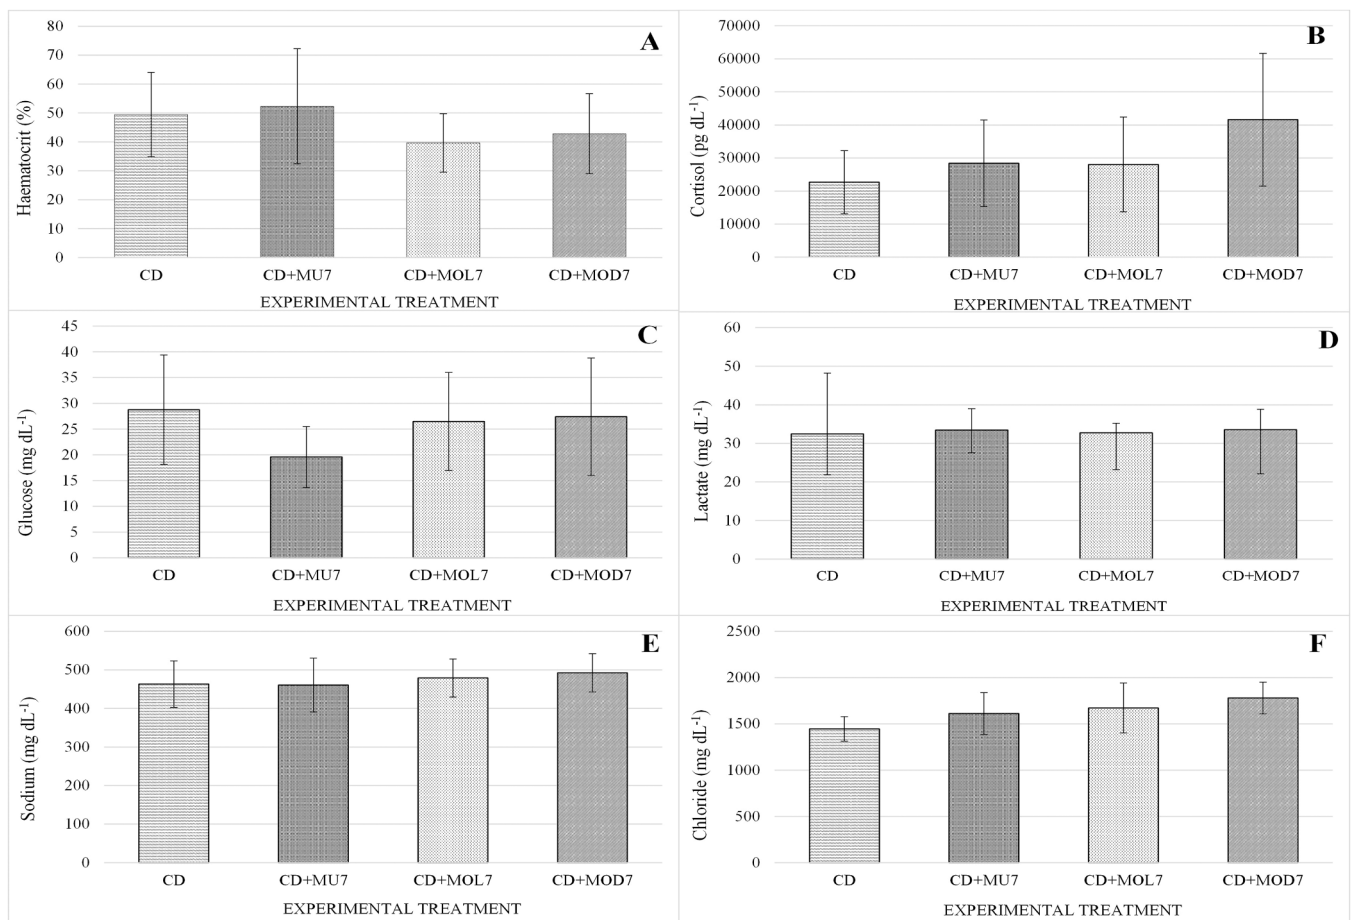 A
Haematocrit (%)
80
70
60
50
40
30
20
10
0
CD CD+MU7 CD+MOL7 CD+MOD7
EXPERIMENTAL TREATMENT
B
Cortisol (pg dL⁻¹)
70000
60000
50000
40000
30000
20000
10000
0
CD CD+MU7 CD+MOL7 CD+MOD7
EXPERIMENTAL TREATMENT
C
Glucose (mg dL⁻¹)
45
40
35
30
25
20
15
10
5
0
CD CD+MU7 CD+MOL7 CD+MOD7
EXPERIMENTAL TREATMENT
D
Lactate (mg dL⁻¹)
60
50
40
30
20
10
0
CD CD+MU7 CD+MOL7 CD+MOD7
EXPERIMENTAL TREATMENT
E
Sodium (mg dL⁻¹)
600
500
400
300
200
100
0
CD CD+MU7 CD+MOL7 CD+MOD7
EXPERIMENTAL TREATMENT
F
Chloride (mg dL⁻¹)
2500
2000
1500
1000
500
0
CD CD+MU7 CD+MOL7 CD+MOD7
EXPERIMENTAL TREATMENT